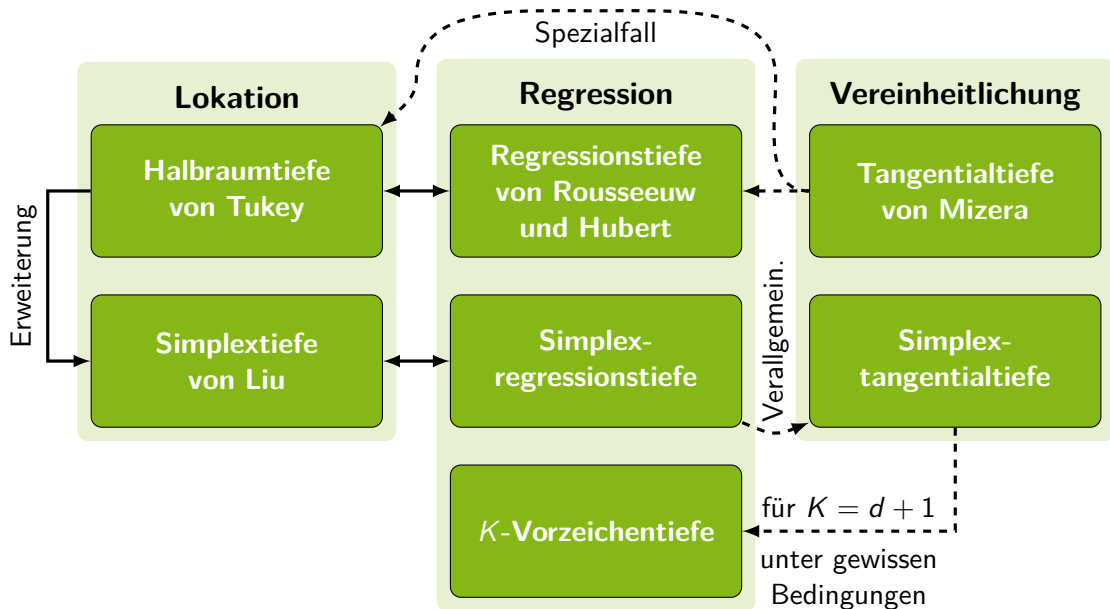 Spezialfall
Lokation
Regression
Vereinheitlichung
Halbraumtiefe
von Tukey
Regressionstiefe
von Rousseeuw
und Hubert
Tangentialtiefe
von Mizera
Erweiterung
Verallgemein.
Simplextiefe
von Liu
Simplex-
regressionstiefe
Simplex-
tangentialtiefe
K-Vorzeichentiefe
für K = d + 1
unter gewissen
Bedingungen